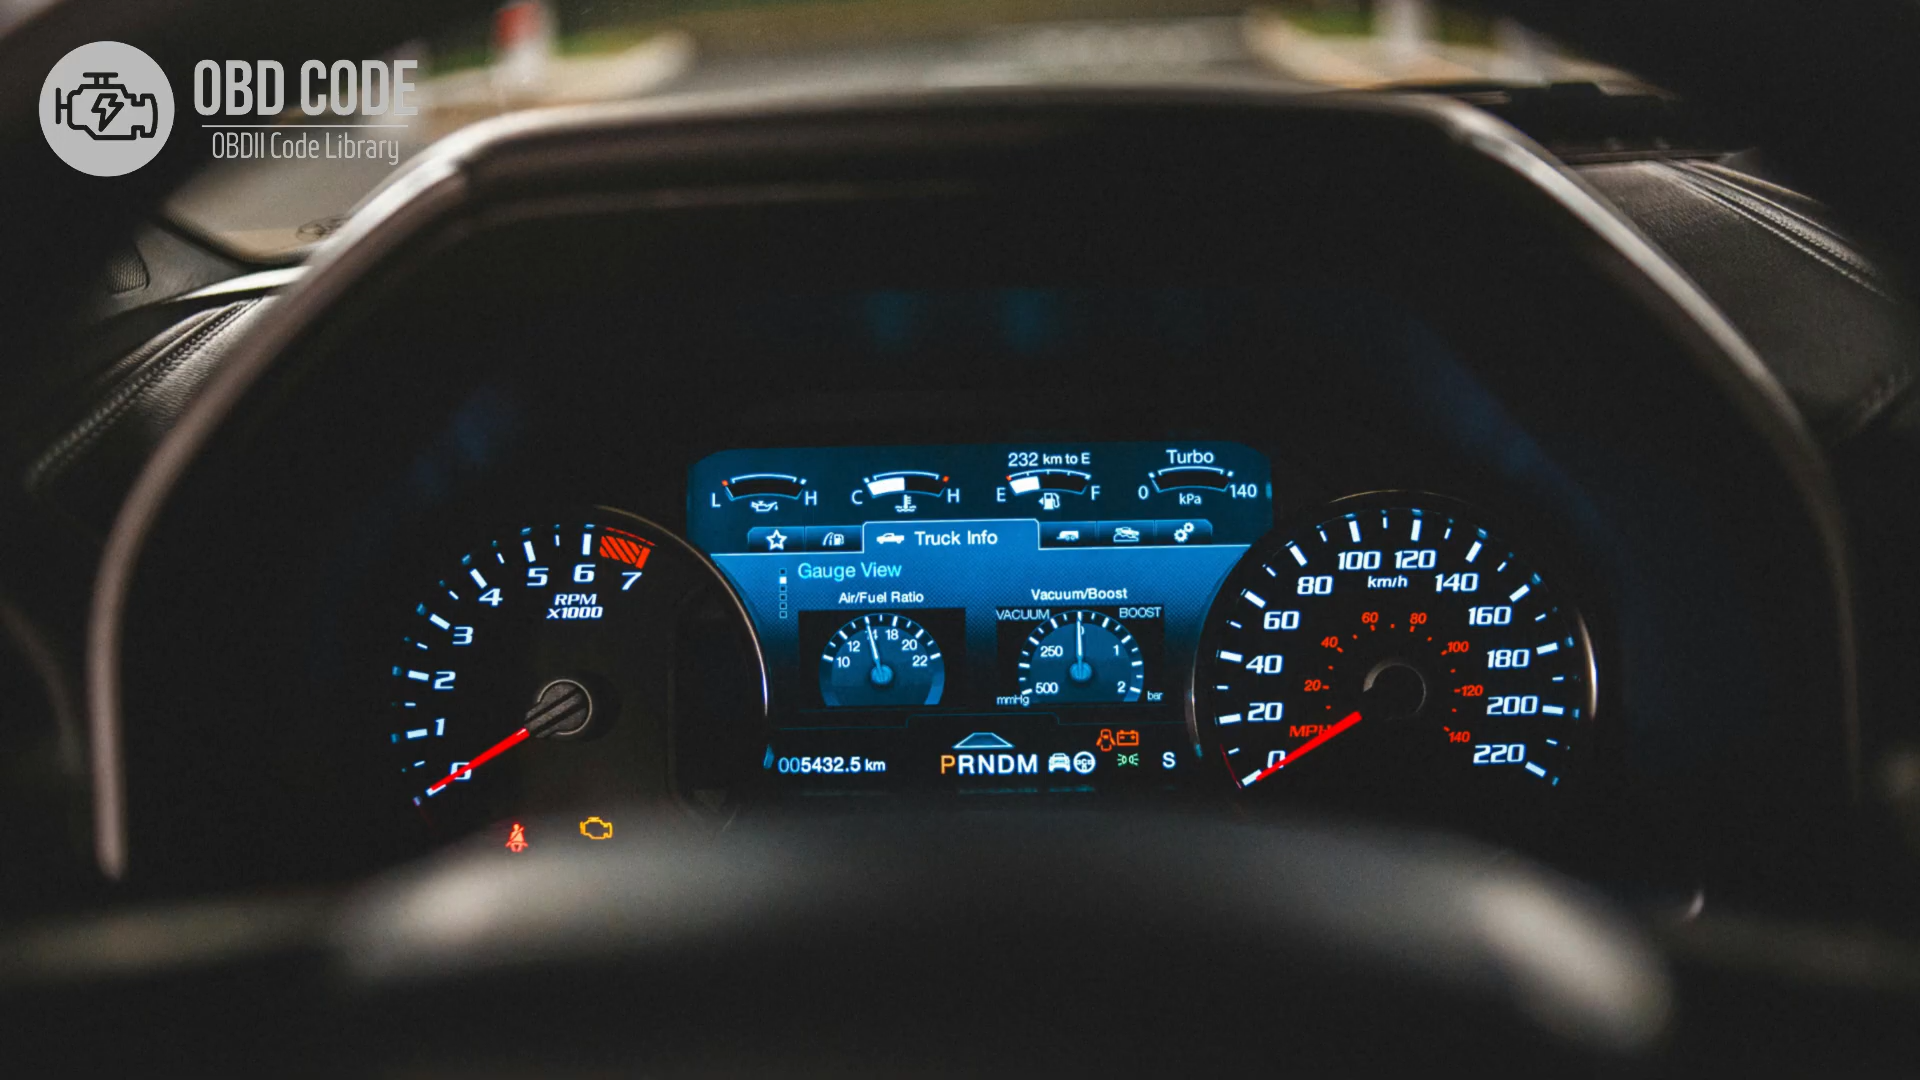 OBD CODE
OBDII Code Library
232 km to E
Turbo
L H
C H
E F
0 140
kPa
Truck Info
Gauge View
Air/Fuel Ratio
10 12 14 18 20 22
Vacuum/Boost
VACUUM BOOST
500 250 0 1 2
mmHg
bar
0 1 2 3 4 5 6 7
RPM
X1000
005432.5 km
PRNDM
S
0 20 40 60 80 100 120 140 160 180 200 220
km/h
20 40 60 80 100 120 140
MPH